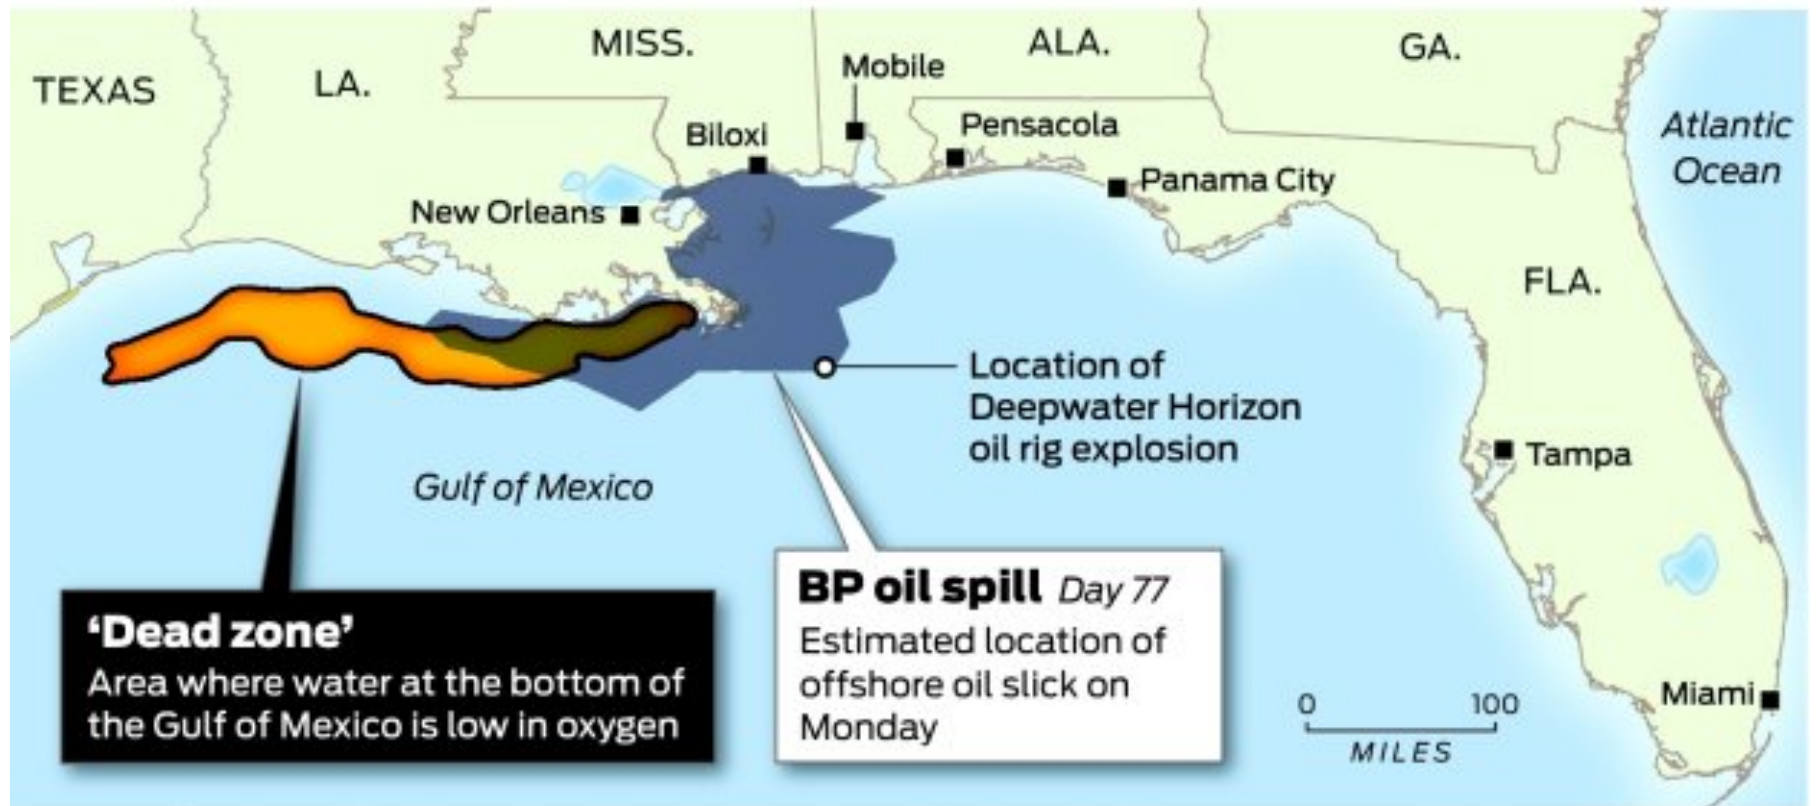 TEXAS
LA.
MISS.
ALA.
GA.
Mobile
Biloxi
Pensacola
Panama City
New Orleans
Atlantic
Ocean
FLA.
Location of
Deepwater Horizon
oil rig explosion
Tampa
Gulf of Mexico
‘Dead zone’
Area where water at the bottom of
the Gulf of Mexico is low in oxygen
BP oil spill Day 77
Estimated location of
offshore oil slick on
Monday
0 100
MILES
Miami